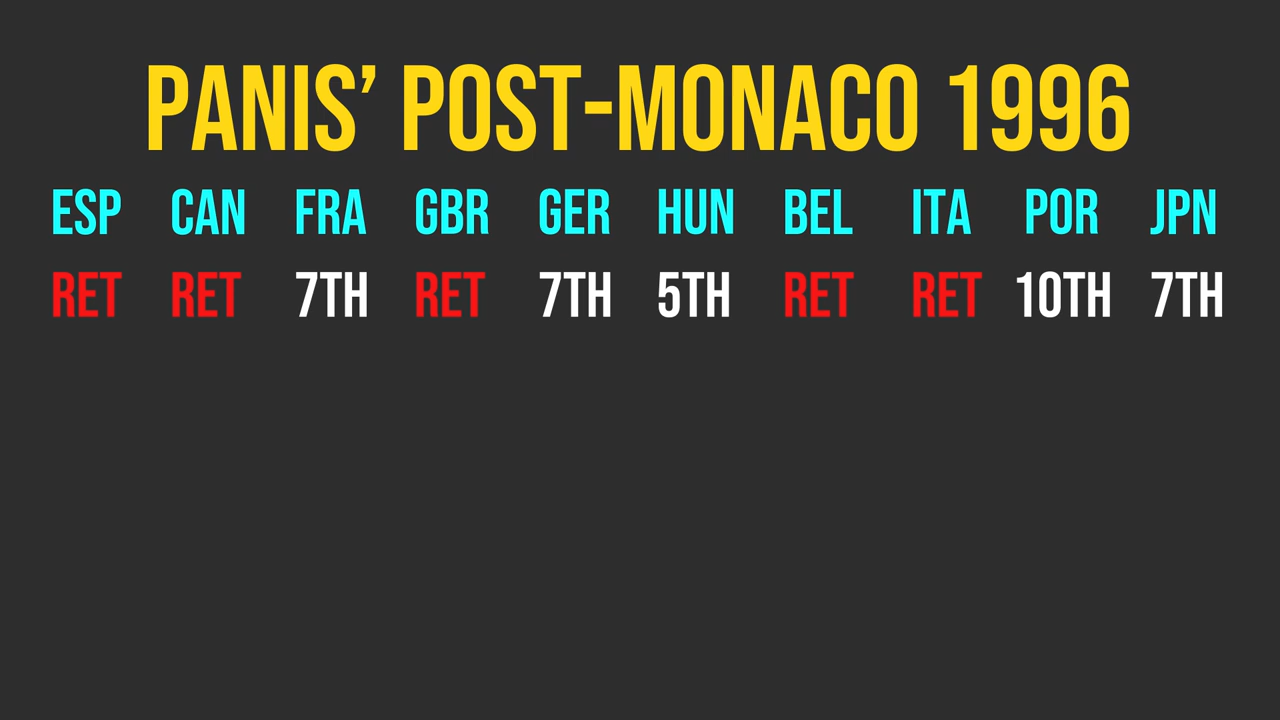 PANIS’ POST-MONACO 1996
ESP CAN FRA GBR GER HUN BEL ITA POR JPN
RET RET 7TH RET 7TH 5TH RET RET 10TH 7TH